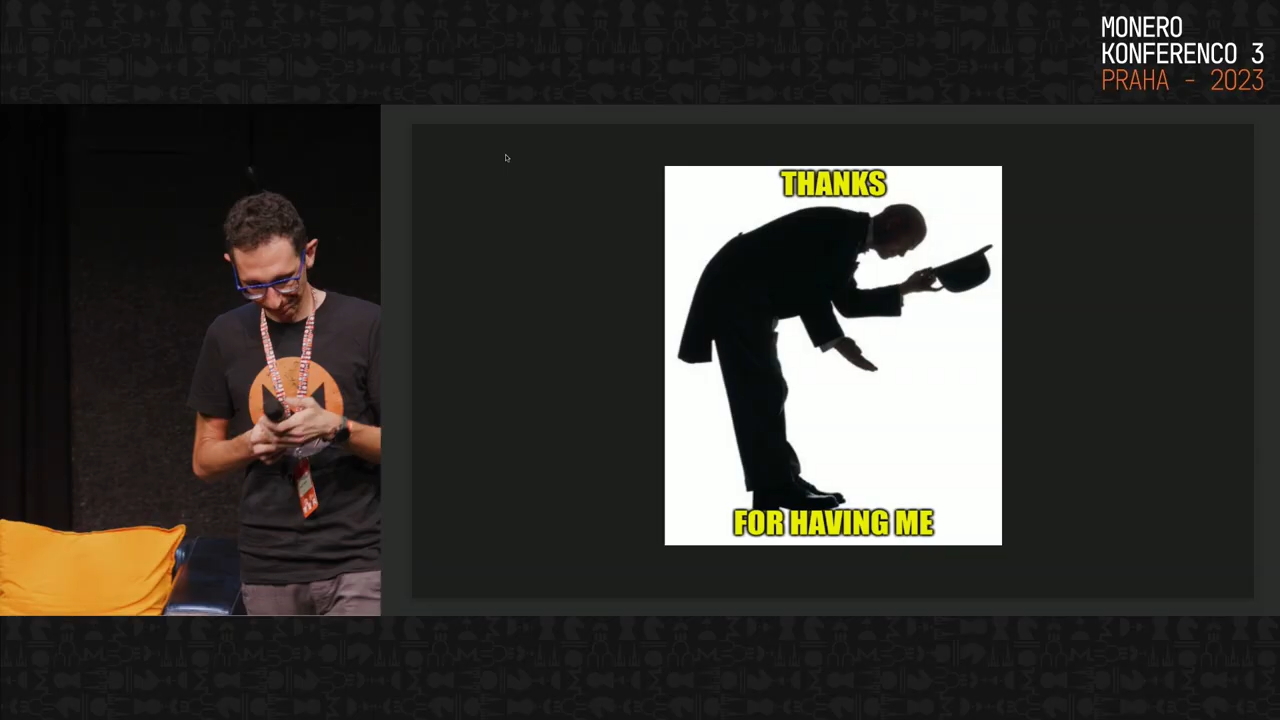 MONERO
KONFERENCO 3
PRAHA - 2023
THANKS
FOR HAVING ME